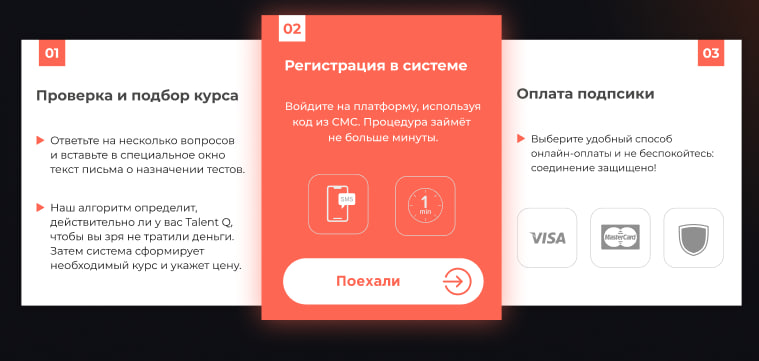 01
Проверка и подбор курса
Ответьте на несколько вопросов
и вставьте в специальное окно
текст письма о назначении тестов.
Наш алгоритм определит,
действительно ли у вас Talent Q,
чтобы вы зря не тратили деньги.
Затем система сформирует
необходимый курс и укажет цену.
02
Регистрация в системе
Войдите на платформу, используя
код из СМС. Процедура займёт
не больше минуты.
SMS
1
min
Поехали
03
Оплата подпсики
Выберите удобный способ
онлайн-оплаты и не беспокойтесь:
соединение защищено!
VISA
MasterCard